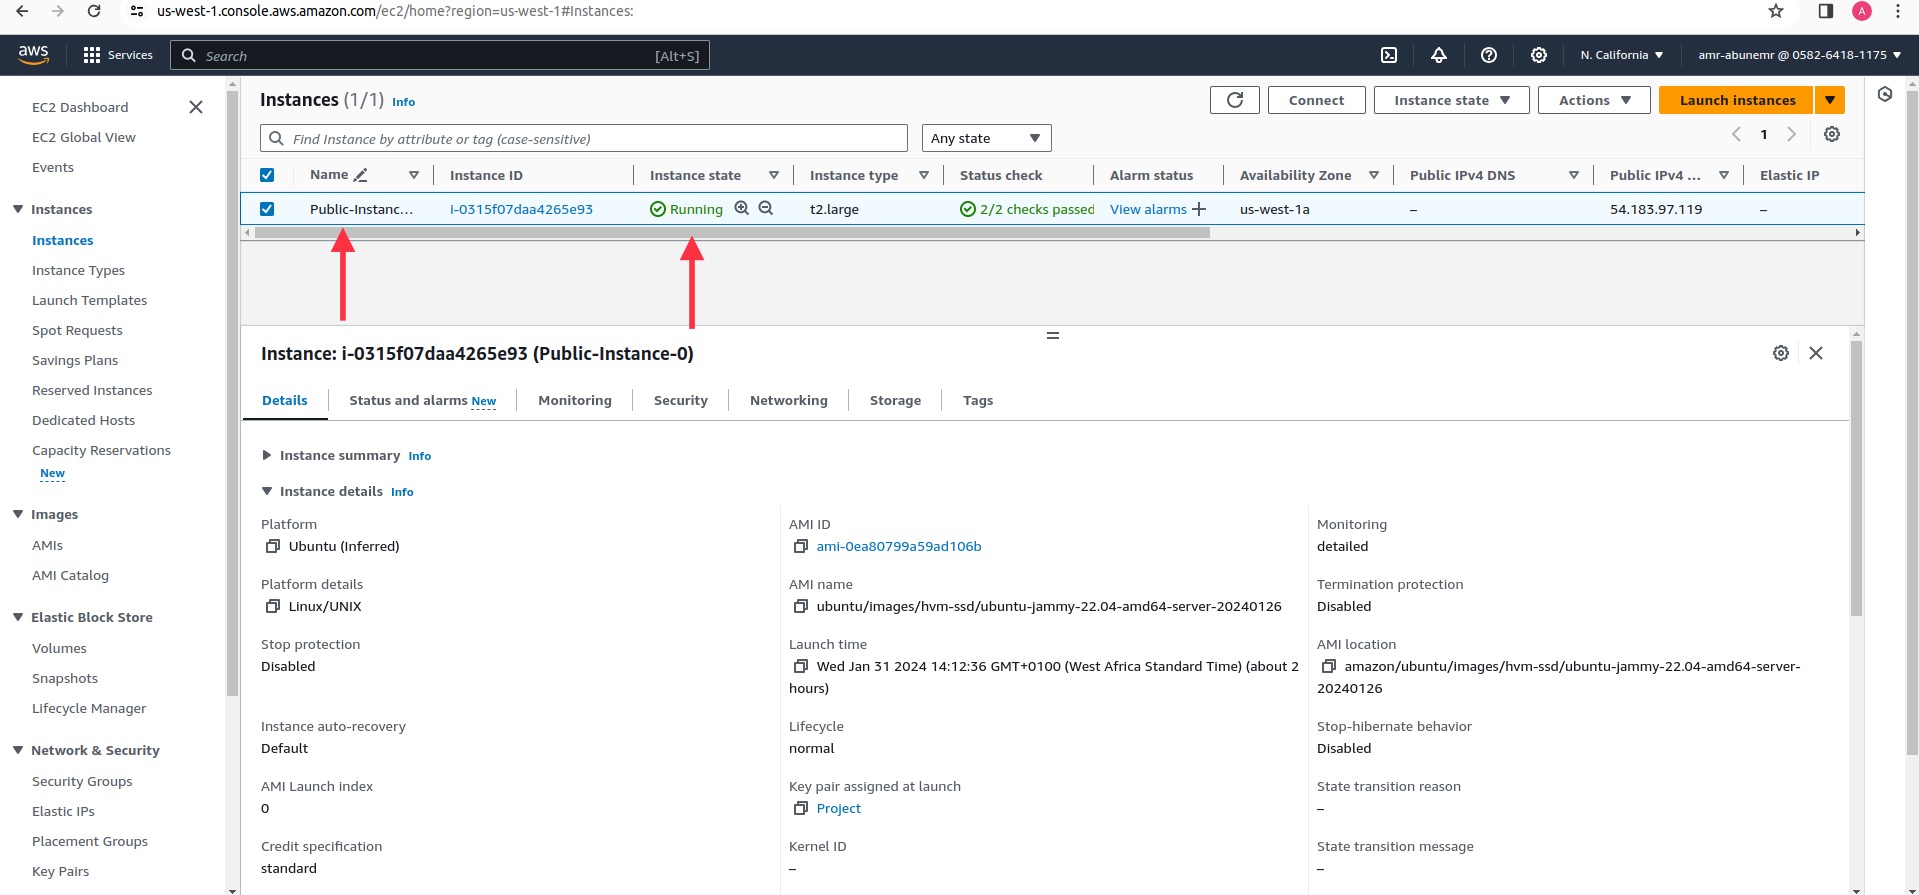 us-west-1.console.aws.amazon.com/ec2/home?region=us-west-1#Instances:
A
aws
Services
Search
[Alt+S]
N. California
amr-abunemr @ 0582-6418-1175
EC2 Dashboard
EC2 Global View
Events
Instances
Instances
Instance Types
Launch Templates
Spot Requests
Savings Plans
Reserved Instances
Dedicated Hosts
Capacity Reservations
New
Images
AMIs
AMI Catalog
Elastic Block Store
Volumes
Snapshots
Lifecycle Manager
Network & Security
Security Groups
Elastic IPs
Placement Groups
Key Pairs
Instances (1/1) Info
Connect
Instance state
Actions
Launch instances
Find Instance by attribute or tag (case-sensitive)
Any state
1
Name Instance ID Instance state Instance type Status check Alarm status Availability Zone Public IPv4 DNS Public IPv4 ... Elastic IP
Public-Instanc... i-0315f07daa4265e93 Running t2.large 2/2 checks passed View alarms + us-west-1a – 54.183.97.119 –
Instance: i-0315f07daa4265e93 (Public-Instance-0)
Details Status and alarms New Monitoring Security Networking Storage Tags
Instance summary Info
Instance details Info
Platform
Ubuntu (Inferred)
AMI ID
ami-0ea80799a59ad106b
Monitoring
detailed
Platform details
Linux/UNIX
AMI name
ubuntu/images/hvm-ssd/ubuntu-jammy-22.04-amd64-server-20240126
Termination protection
Disabled
Stop protection
Disabled
Launch time
Wed Jan 31 2024 14:12:36 GMT+0100 (West Africa Standard Time) (about 2
hours)
AMI location
amazon/ubuntu/images/hvm-ssd/ubuntu-jammy-22.04-amd64-server-
20240126
Instance auto-recovery
Default
Lifecycle
normal
Stop-hibernate behavior
Disabled
AMI Launch index
0
Key pair assigned at launch
Project
State transition reason
–
Credit specification
standard
Kernel ID
–
State transition message
–